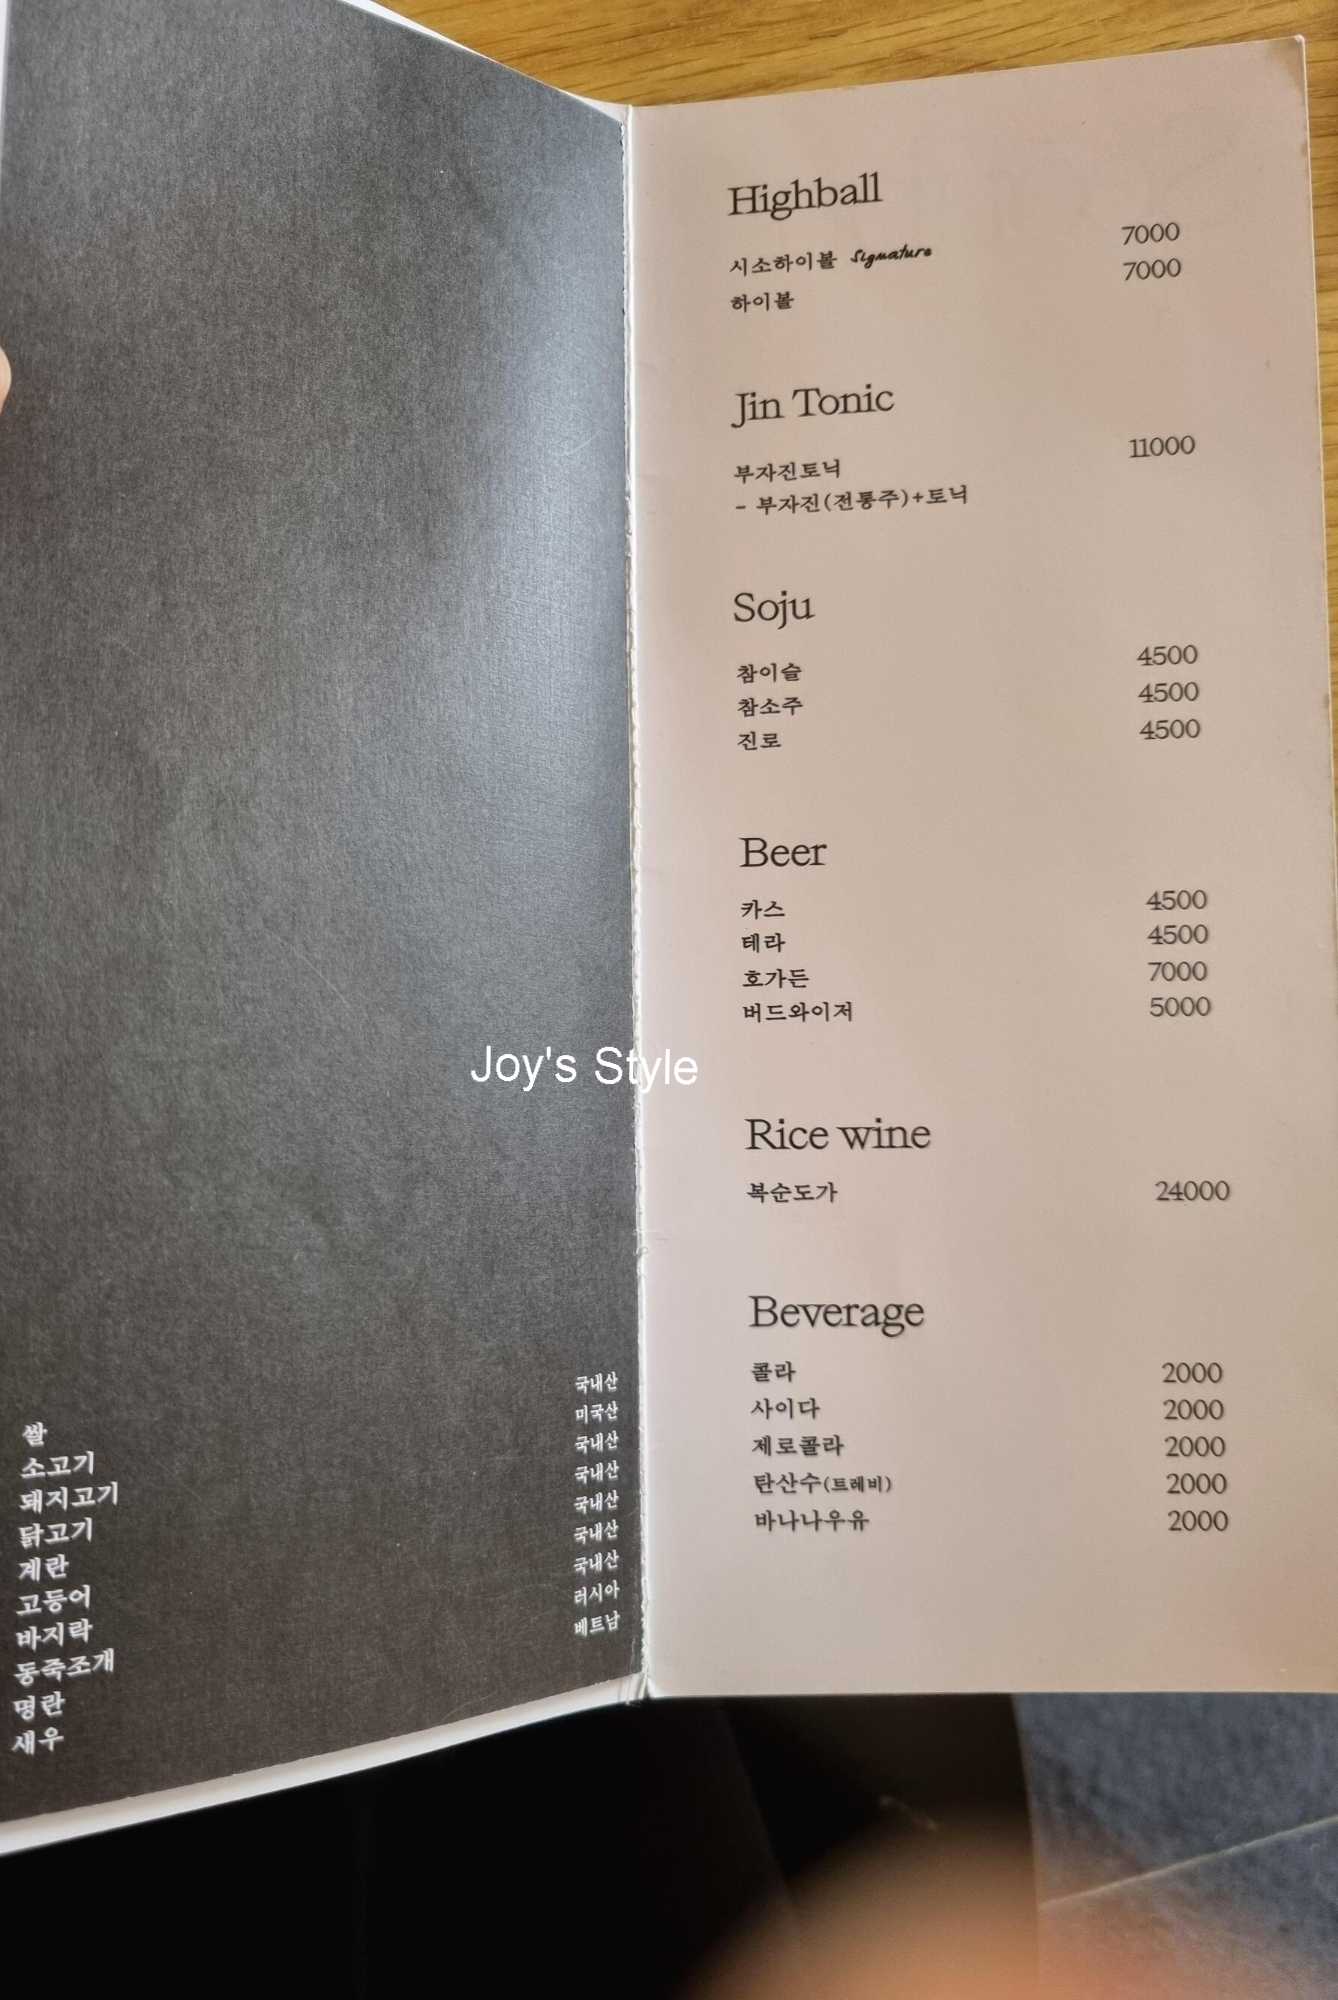 Highball
시소하이볼 Signature 7000
하이볼 7000
Jin Tonic
부자진토닉 11000
- 부자진(전통주)+토닉
Soju
참이슬 4500
참소주 4500
진로 4500
Beer
카스 4500
테라 4500
호가든 7000
버드와이저 5000
Joy's Style
Rice wine
복순도가 24000
Beverage
콜라 2000
사이다 2000
제로콜라 2000
탄산수(트레비) 2000
바나나우유 2000
쌀
소고기
돼지고기
닭고기
계란
고등어
바지락
동죽조개
명란
새우
국내산
미국산
국내산
국내산
국내산
국내산
국내산
러시아
베트남